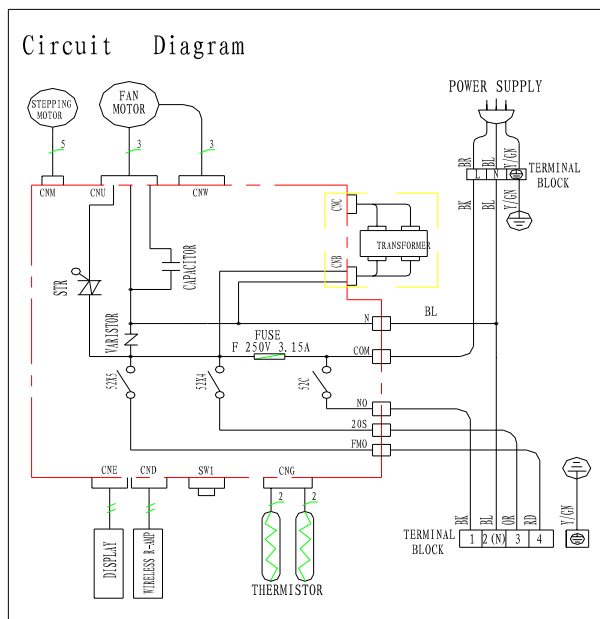 Circuit Diagram
POWER SUPPLY
STEPPING
MOTOR
FAN
MOTOR
5
3
3
BR
BL
Y/GN
L
N
TERMINAL
BLOCK
CNM
CNU
CNW
BK
BL
Y/GN
CNC
TRANSFORMER
CNB
CAPACITOR
STR
N
BL
VARISTOR
FUSE
F 250V 3.15A
COM
52X5
52X4
52C
NO
20S
FMO
CNE
CND
SW1
CNG
2
2
BK
BL
OR
RD
Y/GN
TERMINAL
BLOCK
1
2(N)
3
4
DISPLAY
WIRELESS R-AMP
THERMISTOR